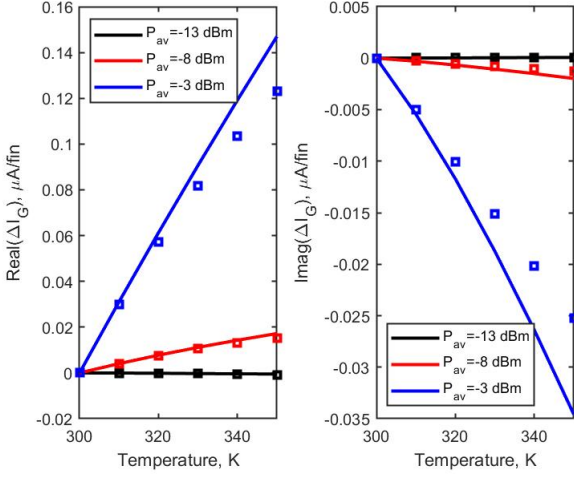 0.16
0.14
0.12
0.1
0.08
0.06
0.04
0.02
0
-0.02
300
320
340
Real(ΔI_G), μA/fin
Temperature, K
P_av=-13 dBm
P_av=-8 dBm
P_av=-3 dBm
0.005
0
-0.005
-0.01
-0.015
-0.02
-0.025
-0.03
-0.035
300
320
340
Imag(ΔI_G), μA/fin
Temperature, K
P_av=-13 dBm
P_av=-8 dBm
P_av=-3 dBm